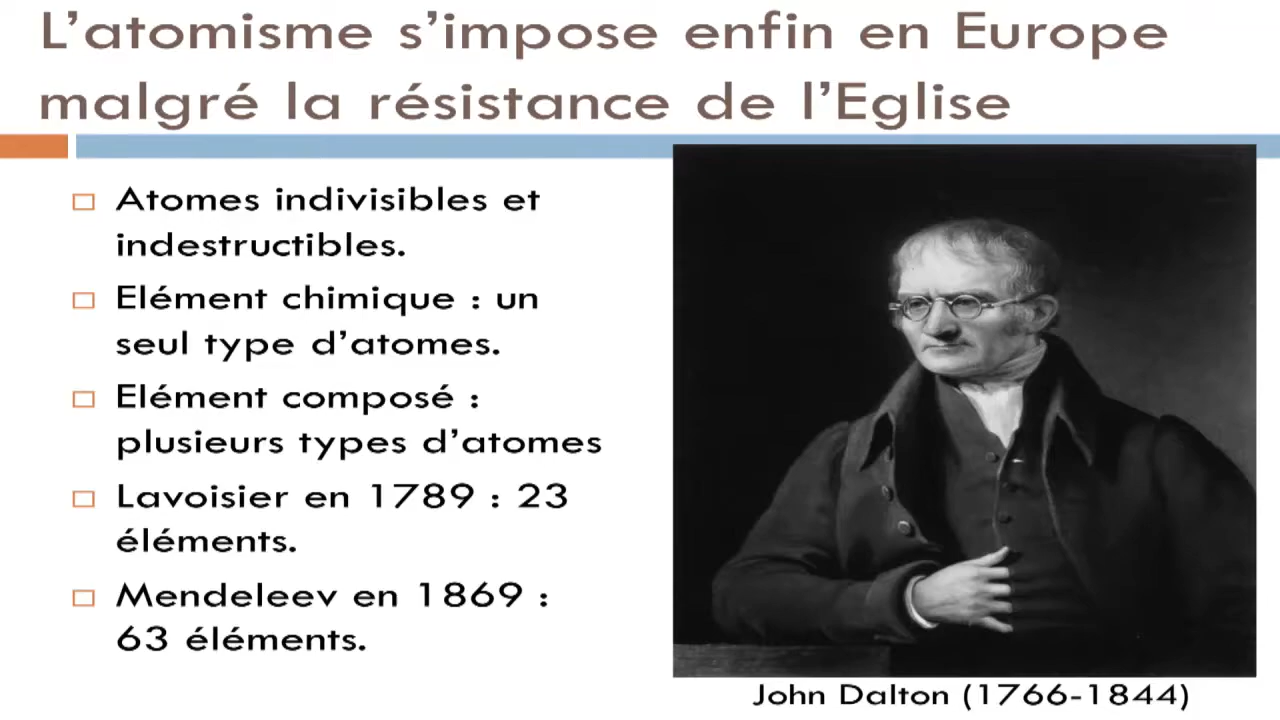 L’atomisme s’impose enfin en Europe
malgré la résistance de l’Eglise
Atomes indivisibles et
indestructibles.
Elément chimique : un
seul type d’atomes.
Elément composé :
plusieurs types d’atomes
Lavoisier en 1789 : 23
éléments.
Mendeleev en 1869 :
63 éléments.
John Dalton (1766-1844)